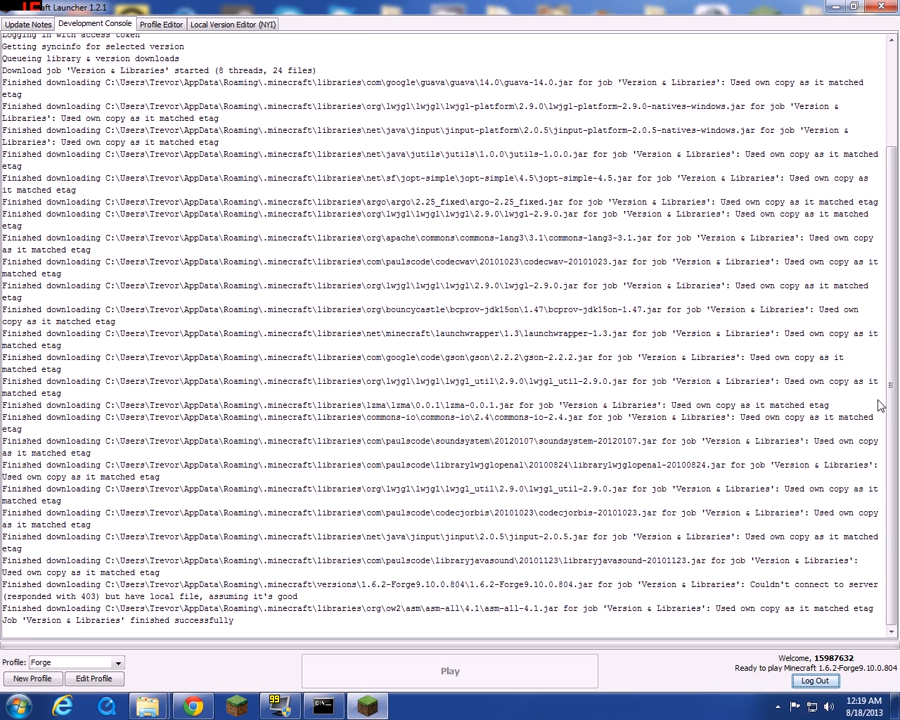 Craft Launcher 1.2.1
Update Notes Development Console Profile Editor Local Version Editor (NYI)
Logging in with access token
Getting syncinfo for selected version
Queueing library & version downloads
Download job 'Version & Libraries' started (8 threads, 24 files)
Finished downloading C:\Users\Trevor\AppData\Roaming\.minecraft\libraries\com\google\guava\guava\14.0\guava-14.0.jar for job 'Version & Libraries': Used own copy as it matched
etag
Finished downloading C:\Users\Trevor\AppData\Roaming\.minecraft\libraries\org\lwjgl\lwjgl\lwjgl-platform\2.9.0\lwjgl-platform-2.9.0-natives-windows.jar for job 'Version &
Libraries': Used own copy as it matched etag
Finished downloading C:\Users\Trevor\AppData\Roaming\.minecraft\libraries\net\java\jinput\jinput-platform\2.0.5\jinput-platform-2.0.5-natives-windows.jar for job 'Version &
Libraries': Used own copy as it matched etag
Finished downloading C:\Users\Trevor\AppData\Roaming\.minecraft\libraries\net\java\jutils\jutils\1.0.0\jutils-1.0.0.jar for job 'Version & Libraries': Used own copy as it matched
etag
Finished downloading C:\Users\Trevor\AppData\Roaming\.minecraft\libraries\net\sf\jopt-simple\jopt-simple\4.5\jopt-simple-4.5.jar for job 'Version & Libraries': Used own copy as
it matched etag
Finished downloading C:\Users\Trevor\AppData\Roaming\.minecraft\libraries\argo\argo\2.25_fixed\argo-2.25_fixed.jar for job 'Version & Libraries': Used own copy as it matched etag
Finished downloading C:\Users\Trevor\AppData\Roaming\.minecraft\libraries\org\lwjgl\lwjgl\2.9.0\lwjgl-2.9.0.jar for job 'Version & Libraries': Used own copy as it matched
etag
Finished downloading C:\Users\Trevor\AppData\Roaming\.minecraft\libraries\org\apache\commons\commons-lang3\3.1\commons-lang3-3.1.jar for job 'Version & Libraries': Used own copy
as it matched etag
Finished downloading C:\Users\Trevor\AppData\Roaming\.minecraft\libraries\com\paulscode\codecwav\20101023\codecwav-20101023.jar for job 'Version & Libraries': Used own copy as it
matched etag
Finished downloading C:\Users\Trevor\AppData\Roaming\.minecraft\libraries\org\lwjgl\lwjgl\2.9.0\lwjgl-2.9.0.jar for job 'Version & Libraries': Used own copy as it matched
etag
Finished downloading C:\Users\Trevor\AppData\Roaming\.minecraft\libraries\org\bouncycastle\bcprov-jdk15on\1.47\bcprov-jdk15on-1.47.jar for job 'Version & Libraries': Used own
copy as it matched etag
Finished downloading C:\Users\Trevor\AppData\Roaming\.minecraft\libraries\net\minecraft\launchwrapper\1.3\launchwrapper-1.3.jar for job 'Version & Libraries': Used own copy as it
matched etag
Finished downloading C:\Users\Trevor\AppData\Roaming\.minecraft\libraries\com\google\code\gson\gson\2.2.2\gson-2.2.2.jar for job 'Version & Libraries': Used own copy as it
matched etag
Finished downloading C:\Users\Trevor\AppData\Roaming\.minecraft\libraries\org\lwjgl\lwjgl\lwjgl_util\2.9.0\lwjgl_util-2.9.0.jar for job 'Version & Libraries': Used own copy as it
matched etag
Finished downloading C:\Users\Trevor\AppData\Roaming\.minecraft\libraries\lzma\lzma\0.0.1\lzma-0.0.1.jar for job 'Version & Libraries': Used own copy as it matched etag
Finished downloading C:\Users\Trevor\AppData\Roaming\.minecraft\libraries\commons-io\commons-io\2.4\commons-io-2.4.jar for job 'Version & Libraries': Used own copy as it matched
etag
Finished downloading C:\Users\Trevor\AppData\Roaming\.minecraft\libraries\com\paulscode\soundsystem\20120107\soundsystem-20120107.jar for job 'Version & Libraries': Used own copy
as it matched etag
Finished downloading C:\Users\Trevor\AppData\Roaming\.minecraft\libraries\com\paulscode\librarylwjglopenal\20100824\librarylwjglopenal-20100824.jar for job 'Version & Libraries':
Used own copy as it matched etag
Finished downloading C:\Users\Trevor\AppData\Roaming\.minecraft\libraries\org\lwjgl\lwjgl\lwjgl_util\2.9.0\lwjgl_util-2.9.0.jar for job 'Version & Libraries': Used own copy as it
matched etag
Finished downloading C:\Users\Trevor\AppData\Roaming\.minecraft\libraries\com\paulscode\codecjorbis\20101023\codecjorbis-20101023.jar for job 'Version & Libraries': Used own copy
as it matched etag
Finished downloading C:\Users\Trevor\AppData\Roaming\.minecraft\libraries\net\java\jinput\jinput\2.0.5\jinput-2.0.5.jar for job 'Version & Libraries': Used own copy as it matched
etag
Finished downloading C:\Users\Trevor\AppData\Roaming\.minecraft\libraries\com\paulscode\libraryjavasound\20101123\libraryjavasound-20101123.jar for job 'Version & Libraries':
Used own copy as it matched etag
Finished downloading C:\Users\Trevor\AppData\Roaming\.minecraft\versions\1.6.2-Forge9.10.0.804\1.6.2-Forge9.10.0.804.jar for job 'Version & Libraries': Couldn't connect to server
(responded with 403) but have local file, assuming it's good
Finished downloading C:\Users\Trevor\AppData\Roaming\.minecraft\libraries\org\ow2\asm\asm-all\4.1\asm-all-4.1.jar for job 'Version & Libraries': Used own copy as it matched etag
Job 'Version & Libraries' finished successfully
Profile: Forge
New Profile Edit Profile
Play
Welcome, 15987632
Ready to play Minecraft 1.6.2-Forge9.10.0.804
Log Out
99
C:\
12:19 AM
8/18/2013